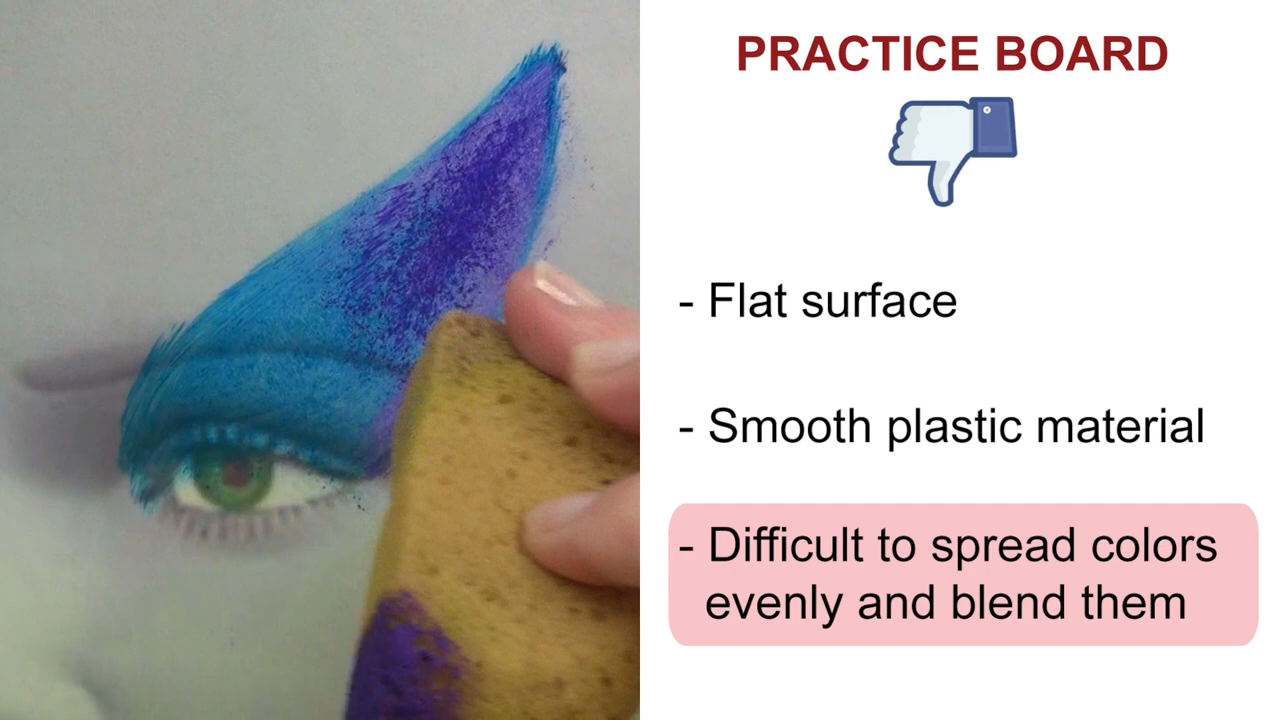 PRACTICE BOARD
- Flat surface
- Smooth plastic material
- Difficult to spread colors
evenly and blend them